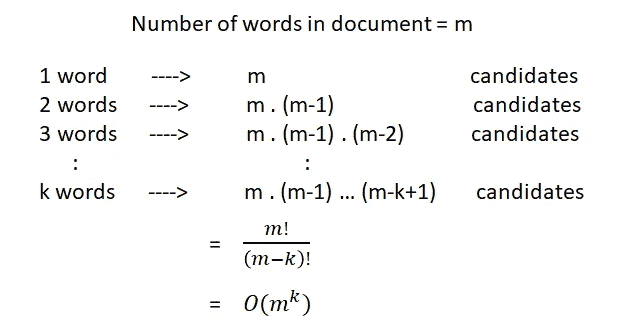 Number of words in document = m
1 word ----> m candidates
2 words ----> m . (m-1) candidates
3 words ----> m . (m-1) . (m-2) candidates
: :
k words ----> m . (m-1) ... (m-k+1) candidates
= m! / (m−k)!
= O(m^k)